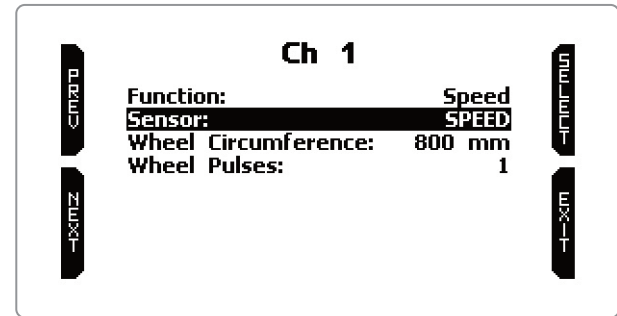 Ch 1
PREV
SELECT
Function: Speed
Sensor: SPEED
Wheel Circumference: 800 mm
Wheel Pulses: 1
NEXT
EXIT